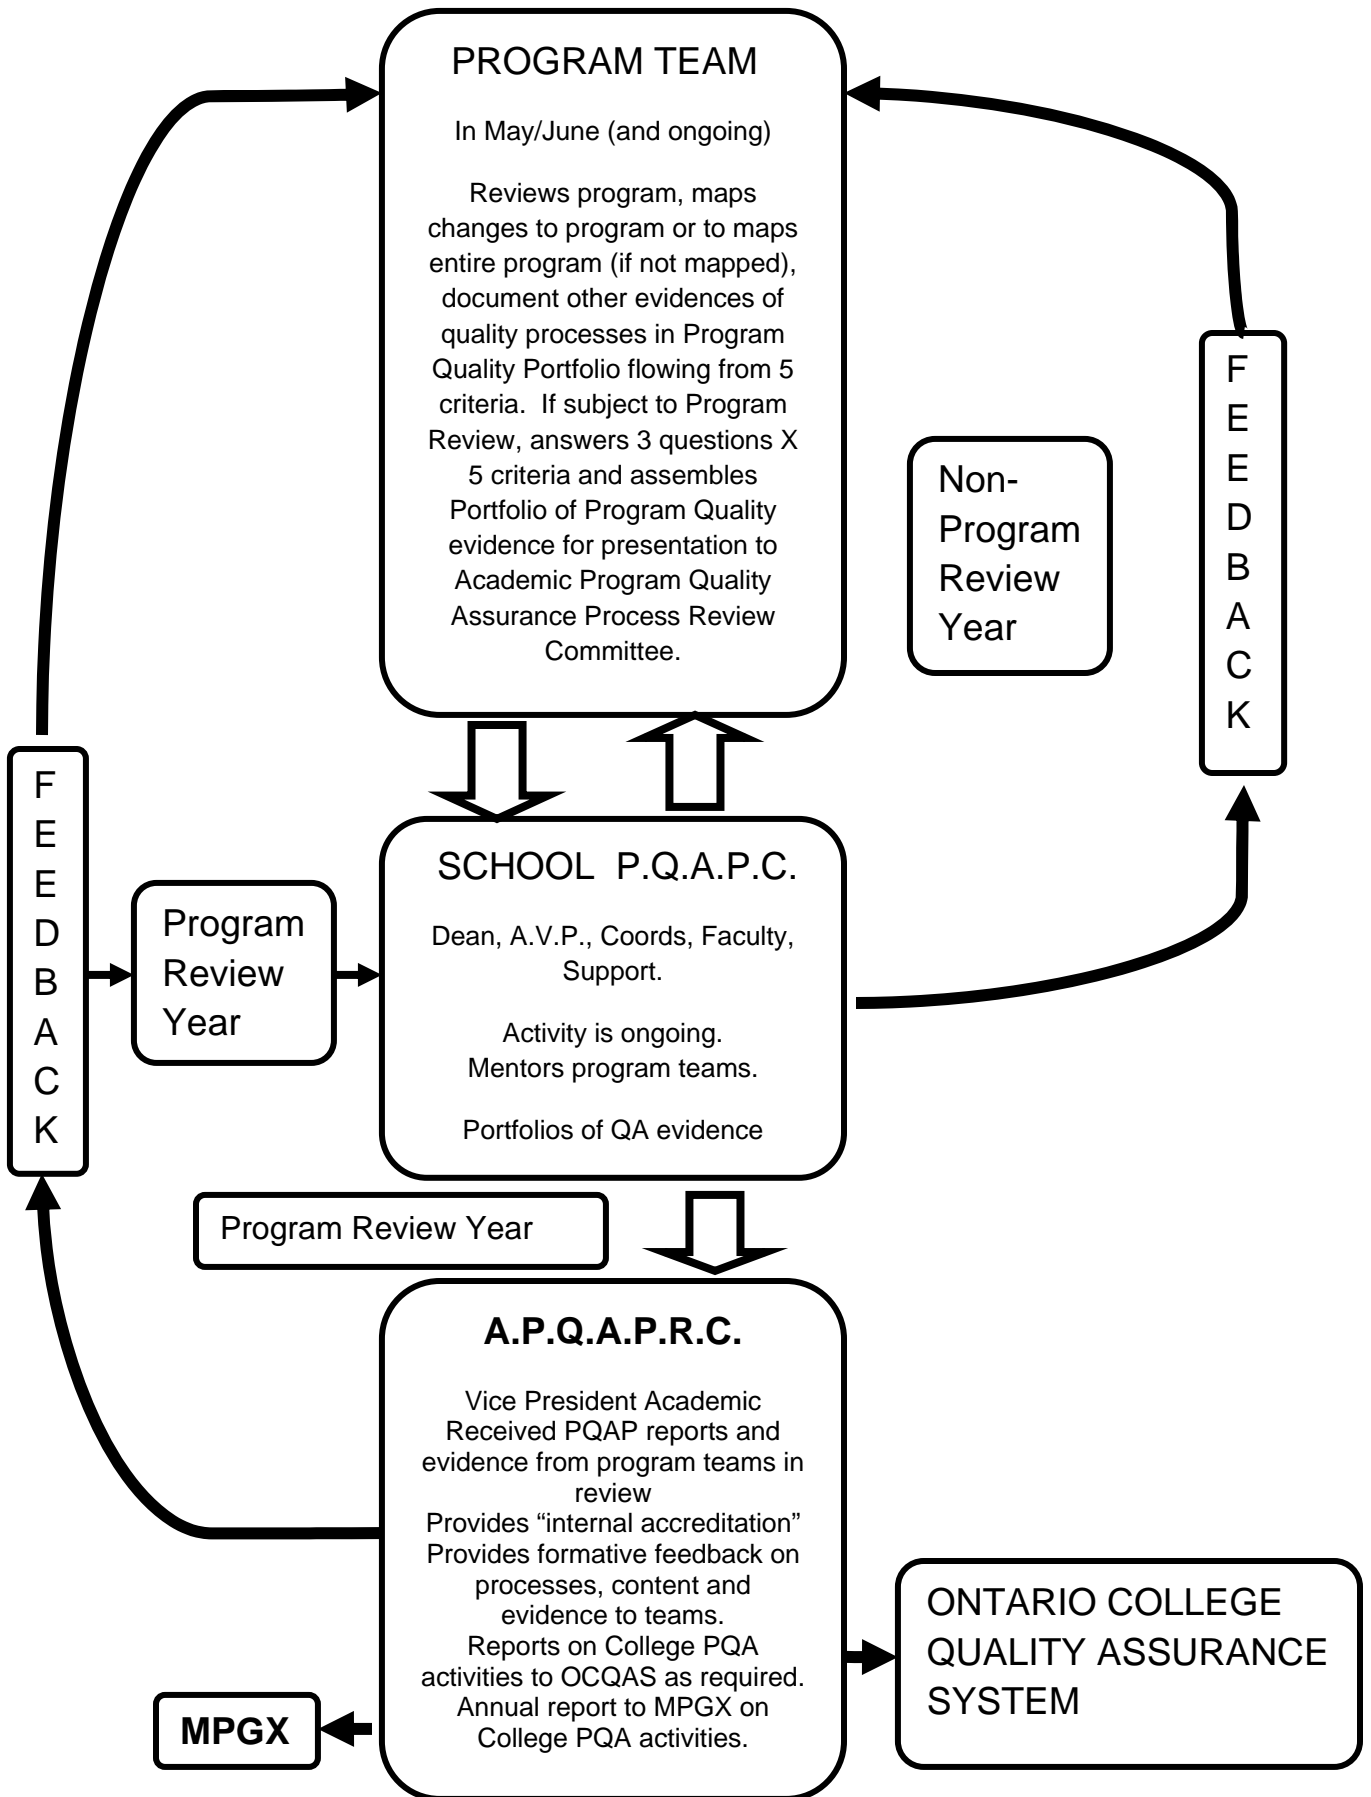 PROGRAM TEAM
In May/June (and ongoing)
Reviews program, maps
changes to program or to maps
entire program (if not mapped),
document other evidences of
quality processes in Program
Quality Portfolio flowing from 5
criteria.  If subject to Program
Review, answers 3 questions X
5 criteria and assembles
Portfolio of Program Quality
evidence for presentation to
Academic Program Quality
Assurance Process Review
Committee.
Non-
Program
Review
Year
F
E
E
D
B
A
C
K
F
E
E
D
B
A
C
K
Program
Review
Year
SCHOOL  P.Q.A.P.C.
Dean, A.V.P., Coords, Faculty,
Support.
Activity is ongoing.
Mentors program teams.
Portfolios of QA evidence
Program Review Year
A.P.Q.A.P.R.C.
Vice President Academic
Received PQAP reports and
evidence from program teams in
review
Provides “internal accreditation”
Provides formative feedback on
processes, content and
evidence to teams.
Reports on College PQA
activities to OCQAS as required.
Annual report to MPGX on
College PQA activities.
MPGX
ONTARIO COLLEGE
QUALITY ASSURANCE
SYSTEM